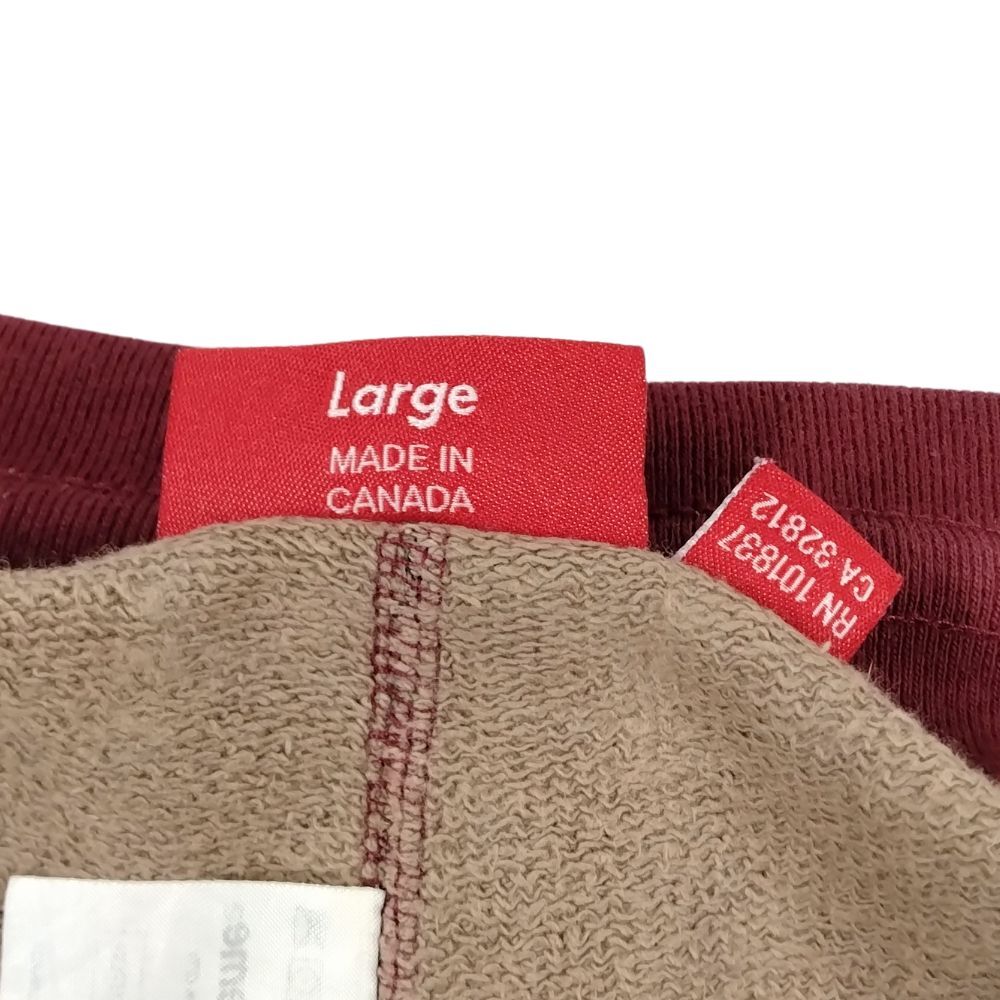 Large
MADE IN
CANADA
RN 101837
CA 32812